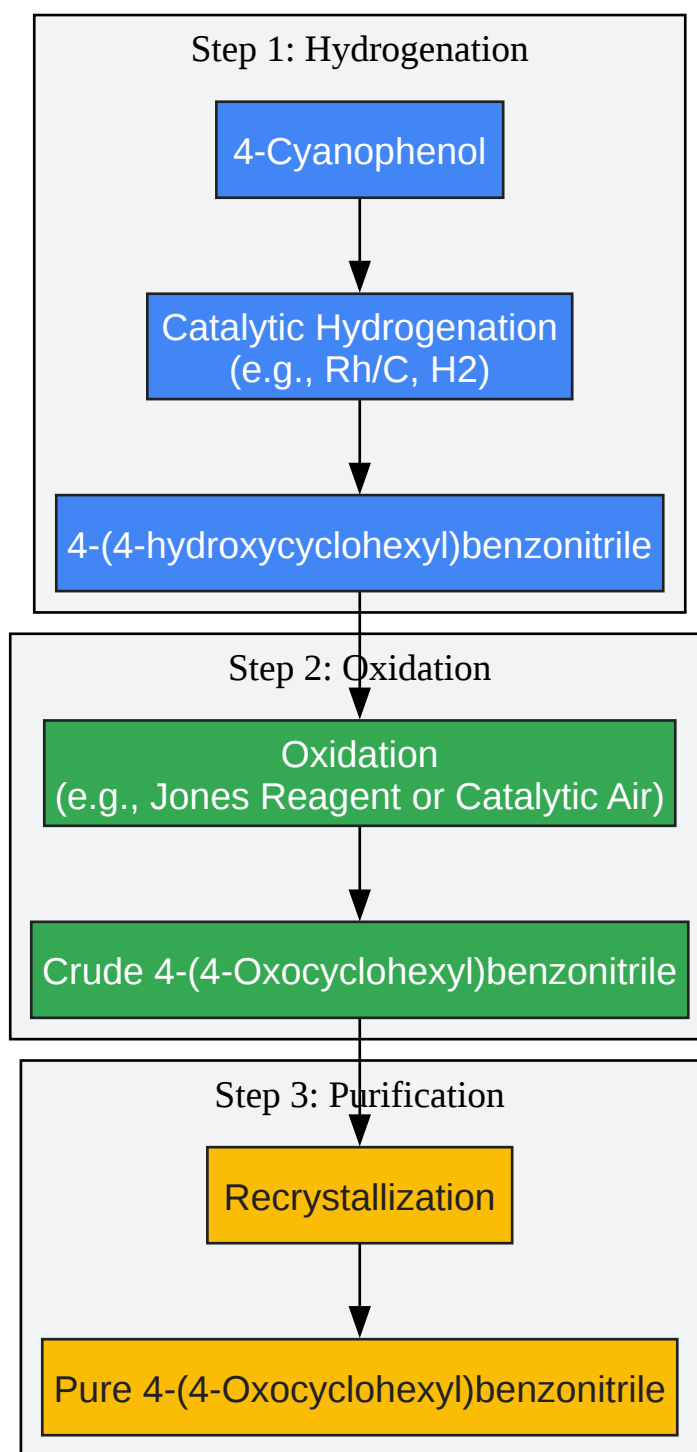 Step 1: Hydrogenation
4-Cyanophenol
Catalytic Hydrogenation
(e.g., Rh/C, H2)
4-(4-hydroxycyclohexyl)benzonitrile
Step 2: Oxidation
Oxidation
(e.g., Jones Reagent or Catalytic Air)
Crude 4-(4-Oxocyclohexyl)benzonitrile
Step 3: Purification
Recrystallization
Pure 4-(4-Oxocyclohexyl)benzonitrile